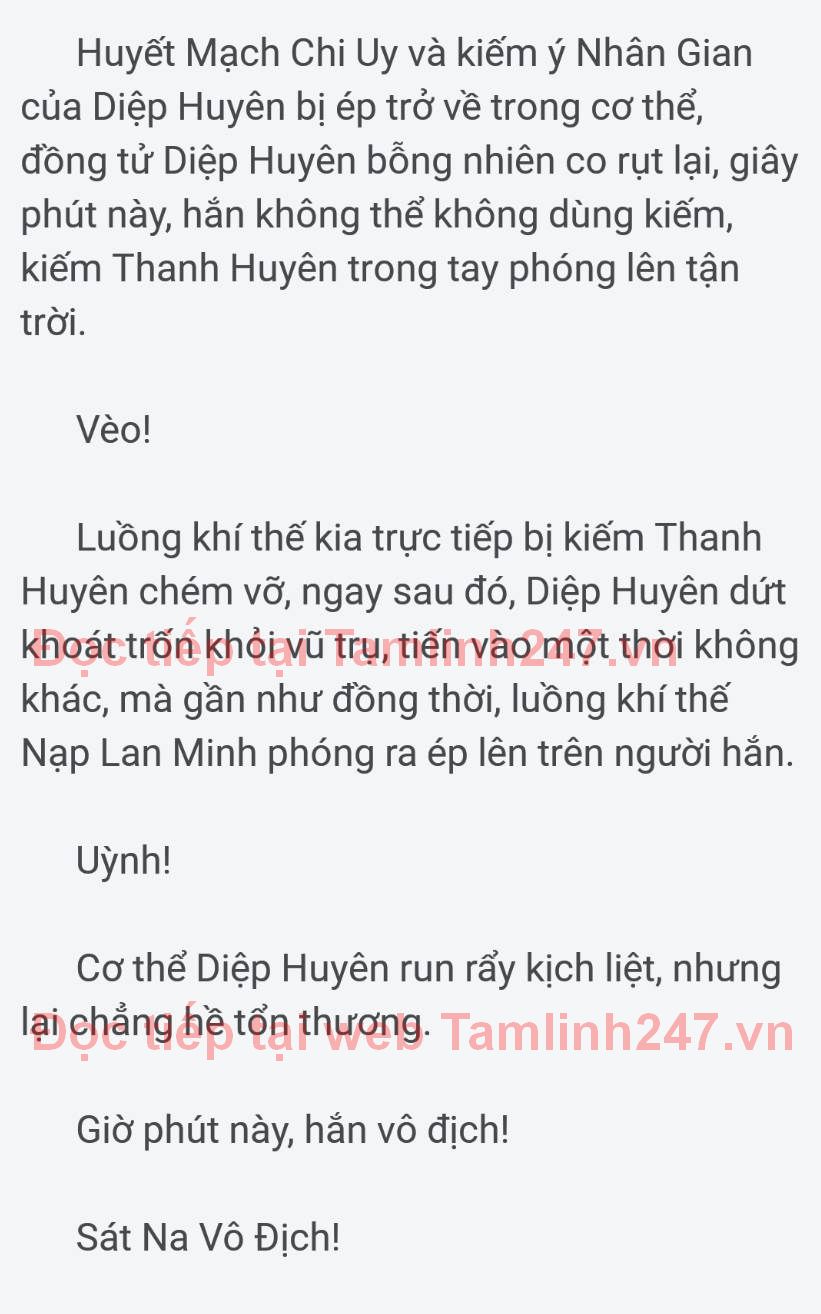 Huyết Mạch Chi Uy và kiếm ý Nhân Gian
của Diệp Huyên bị ép trở về trong cơ thể,
đồng tử Diệp Huyên bỗng nhiên co rụt lại, giây
phút này, hắn không thể không dùng kiếm,
kiếm Thanh Huyên trong tay phóng lên tận
trời.
Vèo!
Luồng khí thế kia trực tiếp bị kiếm Thanh
Huyên chém vỡ, ngay sau đó, Diệp Huyên dứt
khoát trốn khỏi vũ trụ, tiến vào một thời không
Đọc tiếp tại Tamlinh247.vn
khác, mà gần như đồng thời, luồng khí thế
Nạp Lan Minh phóng ra ép lên trên người hắn.
Uỳnh!
Cơ thể Diệp Huyên run rẩy kịch liệt, nhưng
lại chẳng hề tổn thương.
Đọc tiếp tại web Tamlinh247.vn
Giờ phút này, hắn vô địch!
Sát Na Vô Địch!